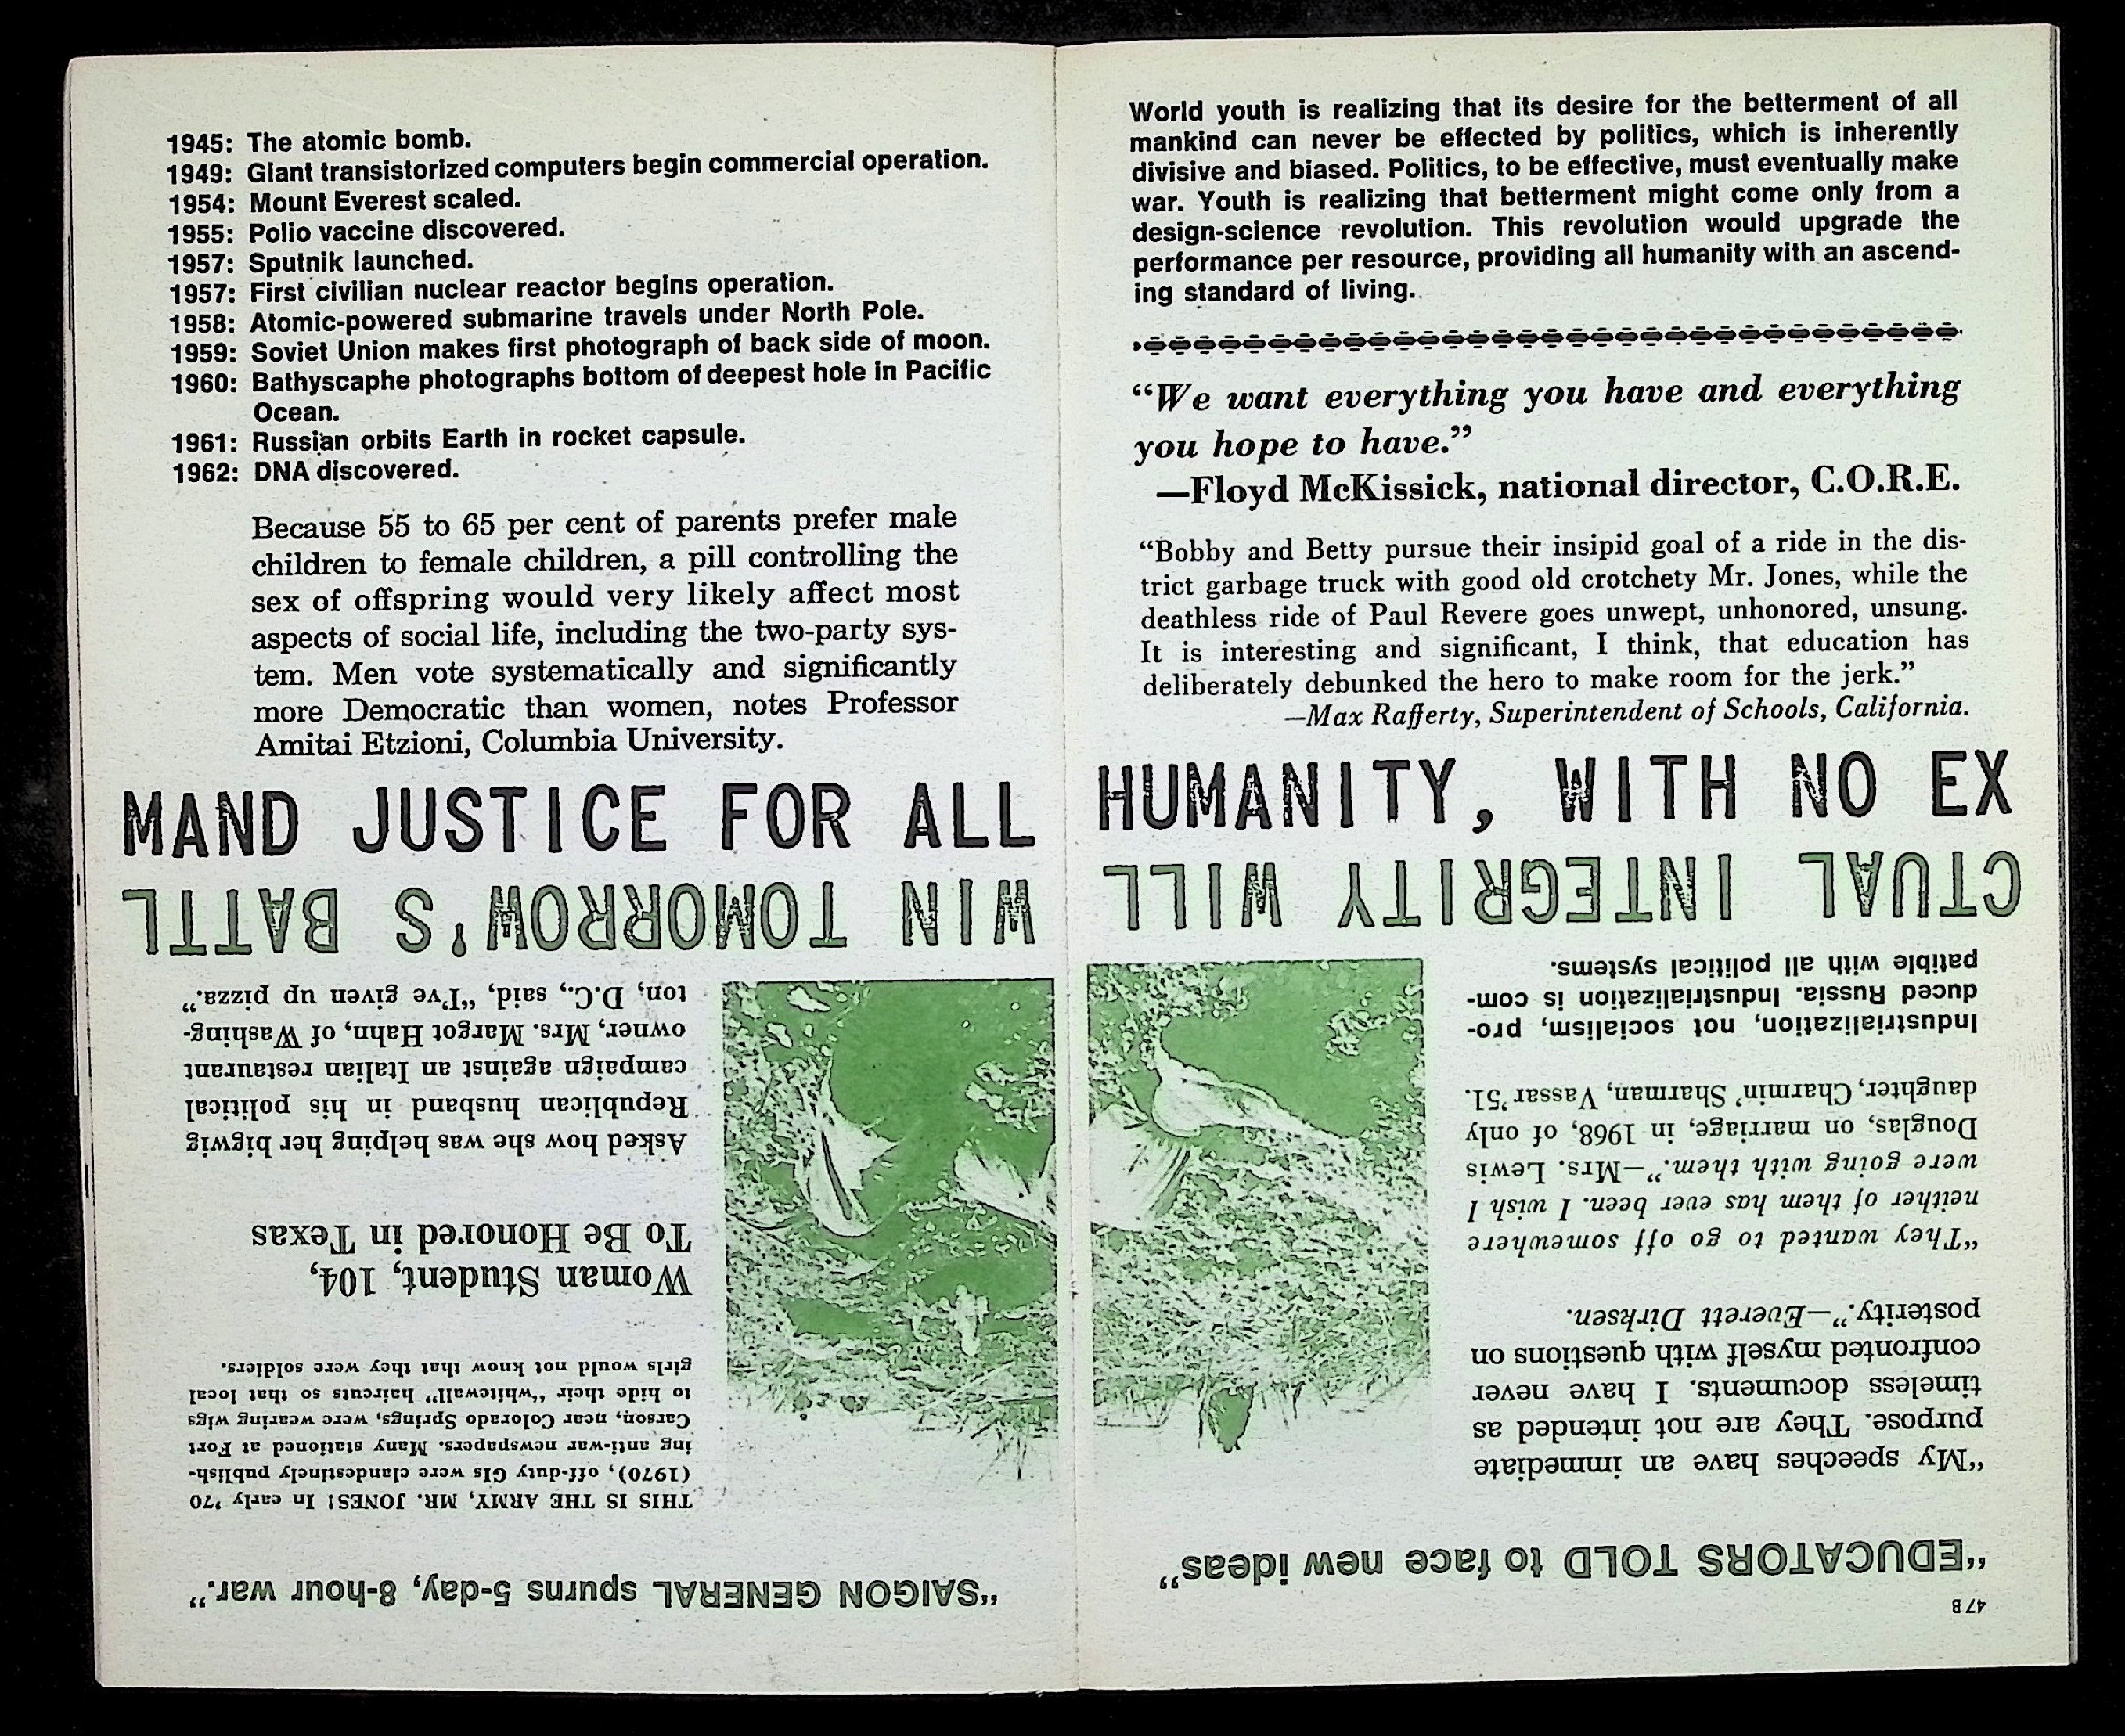 1945: The atomic bomb.
1949: Giant transistorized computers begin commercial operation.
1954: Mount Everest scaled.
1955: Polio vaccine discovered.
1957: Sputnik launched.
1957: First civilian nuclear reactor begins operation.
1958: Atomic-powered submarine travels under North Pole.
1959: Soviet Union makes first photograph of back side of moon.
1960: Bathyscaphe photographs bottom of deepest hole in Pacific
Ocean.
1961: Russian orbits Earth in rocket capsule.
1962: DNA discovered.
Because 55 to 65 per cent of parents prefer male
children to female children, a pill controlling the
sex of offspring would very likely affect most
aspects of social life, including the two-party sys-
tem. Men vote systematically and significantly
more Democratic than women, notes Professor
Amitai Etzioni, Columbia University.
MAND JUSTICE FOR ALL
World youth is realizing that its desire for the betterment of all
mankind can never be effected by politics, which is inherently
divisive and biased. Politics, to be effective, must eventually make
war. Youth is realizing that betterment might come only from a
design-science revolution. This revolution would upgrade the
performance per resource, providing all humanity with an ascend-
ing standard of living.
“We want everything you have and everything
you hope to have.”
—Floyd McKissick, national director, C.O.R.E.
“Bobby and Betty pursue their insipid goal of a ride in the dis-
trict garbage truck with good old crotchety Mr. Jones, while the
deathless ride of Paul Revere goes unwept, unhonored, unsung.
It is interesting and significant, I think, that education has
deliberately debunked the hero to make room for the jerk.”
—Max Rafferty, Superintendent of Schools, California.
HUMANITY, WITH NO EX
47 B
“EDUCATORS TOLD to face new ideas”
“My speeches have an immediate
purpose. They are not intended as
timeless documents. I have never
confronted myself with questions on
posterity.”—Everett Dirksen.
“They wanted to go off somewhere
neither of them has ever been. I wish I
were going with them.”—Mrs. Lewis
Douglas, on marriage, in 1968, of only
daughter, Charmin’ Sharman, Vassar ’51.
Industrialization, not socialism, pro-
duced Russia. Industrialization is com-
patible with all political systems.
CTUAL INTEGRITY WILL
“SAIGON GENERAL spurns 5-day, 8-hour war.”
THIS IS THE ARMY, MR. JONES! In early ’70
(1970), off-duty GIs were clandestinely publish-
ing anti-war newspapers. Many stationed at Fort
Carson, near Colorado Springs, were wearing wigs
to hide their “whitewall” haircuts so that local
girls would not know that they were soldiers.
Woman Student, 104,
To Be Honored in Texas
Asked how she was helping her bigwig
Republican husband in his political
campaign against an Italian restaurant
owner, Mrs. Margot Hahn, of Washing-
ton, D.C., said, “I’ve given up pizza.”
WIN TOMORROW'S BATTL